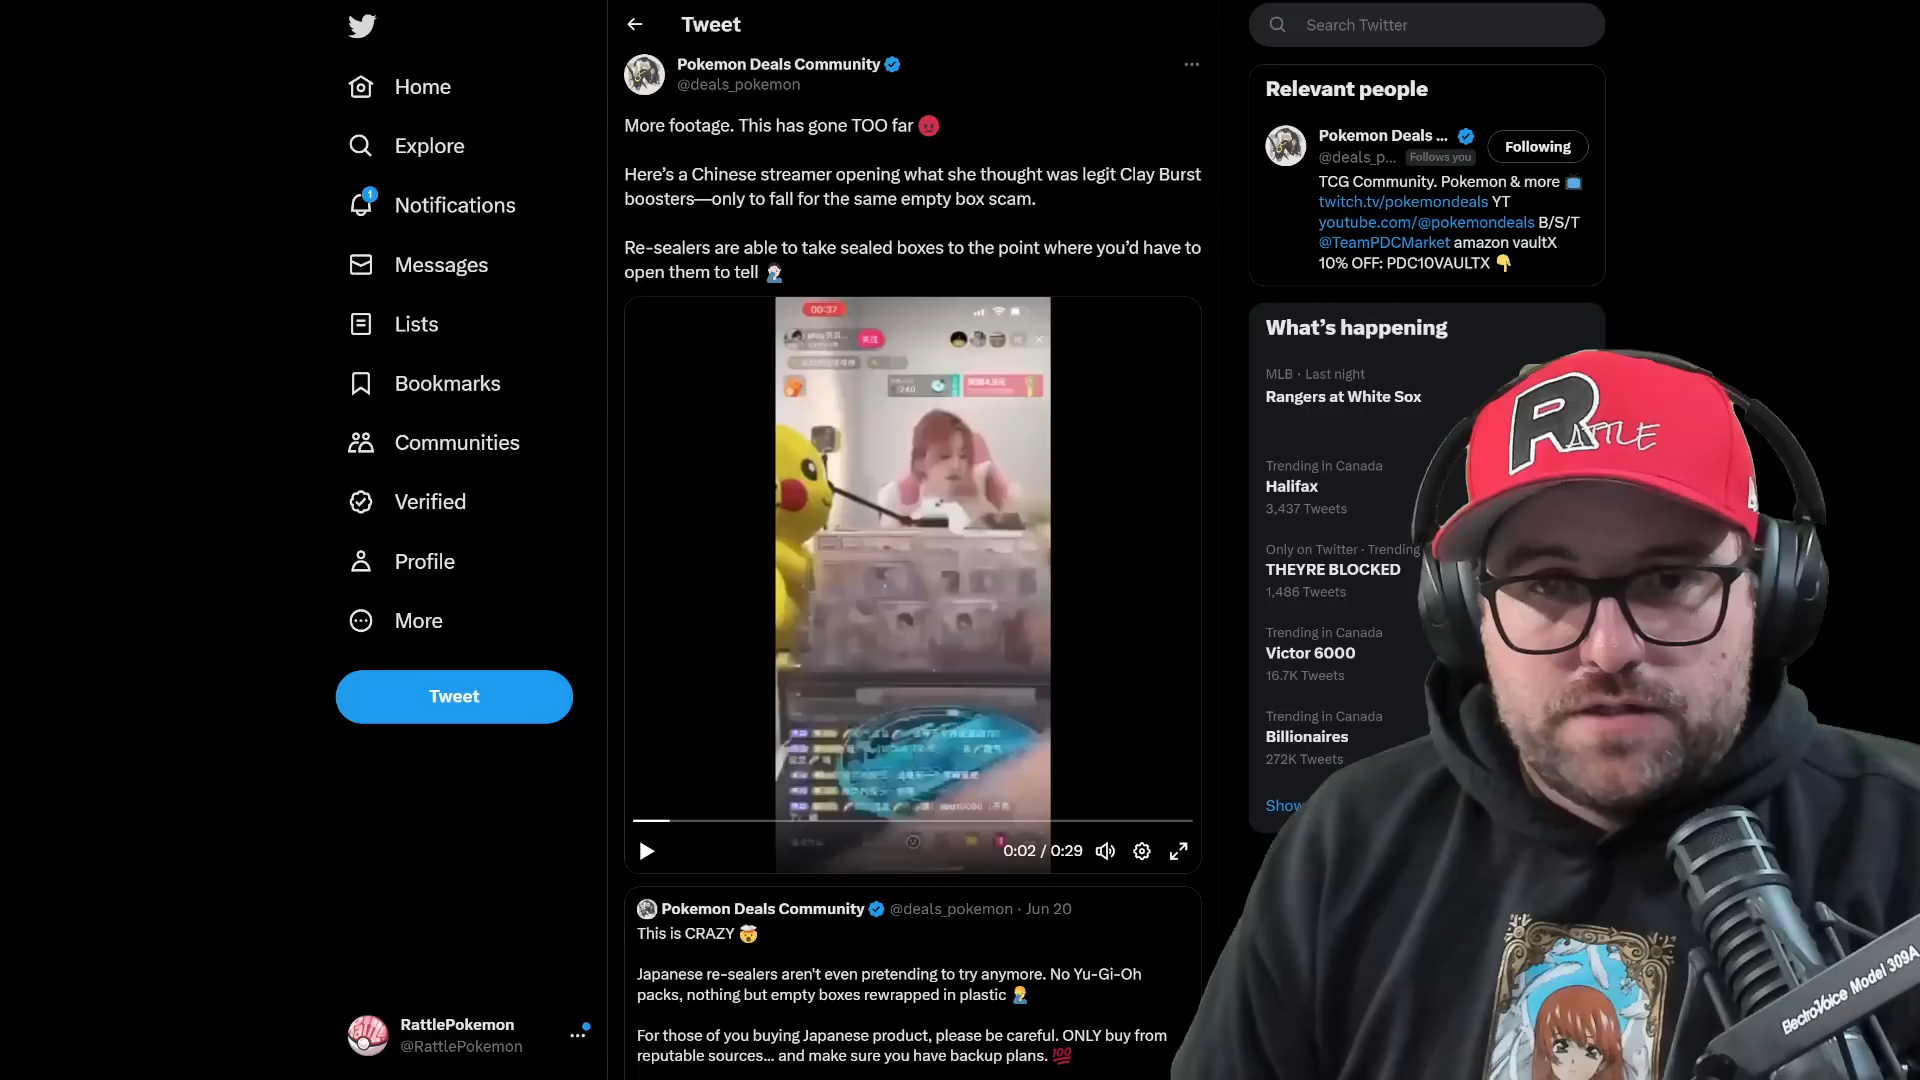 Home
Explore
1
Notifications
Messages
Lists
Bookmarks
Communities
Verified
Profile
More
Tweet
RattlePokemon
@RattlePokemon
Tweet
Pokemon Deals Community
@deals_pokemon
More footage. This has gone TOO far
Here's a Chinese streamer opening what she thought was legit Clay Burst
boosters—only to fall for the same empty box scam.
Re-sealers are able to take sealed boxes to the point where you'd have to
open them to tell
00:37
关注
240
0:02 / 0:29
Pokemon Deals Community @deals_pokemon · Jun 20
This is CRAZY
Japanese re-sealers aren't even pretending to try anymore. No Yu-Gi-Oh
packs, nothing but empty boxes rewrapped in plastic
For those of you buying Japanese product, please be careful. ONLY buy from
reputable sources... and make sure you have backup plans. 100
Search Twitter
Relevant people
Pokemon Deals ...
@deals_p... Follows you
Following
TCG Community. Pokemon & more
twitch.tv/pokemondeals YT
youtube.com/@pokemondeals B/S/T
@TeamPDCMarket amazon vaultX
10% OFF: PDC10VAULTX
What's happening
MLB · Last night
Rangers at White Sox
Trending in Canada
Halifax
3,437 Tweets
Only on Twitter · Trending
THEYRE BLOCKED
1,486 Tweets
Trending in Canada
Victor 6000
16.7K Tweets
Trending in Canada
Billionaires
272K Tweets
Show
R
RATTLE
ElectroVoice Model 309A